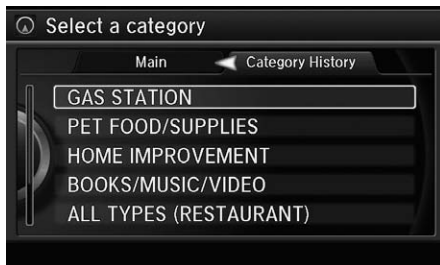 Select a category
Main Category History
GAS STATION
PET FOOD/SUPPLIES
HOME IMPROVEMENT
BOOKS/MUSIC/VIDEO
ALL TYPES (RESTAURANT)